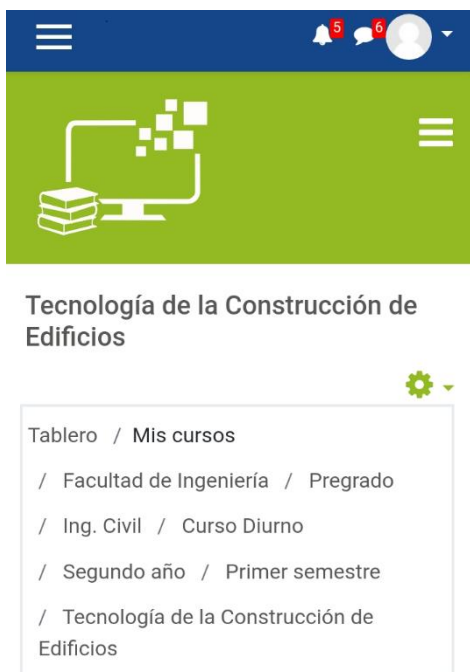 5 6
Tecnología de la Construcción de
Edificios
Tablero / Mis cursos
/ Facultad de Ingeniería / Pregrado
/ Ing. Civil / Curso Diurno
/ Segundo año / Primer semestre
/ Tecnología de la Construcción de
Edificios